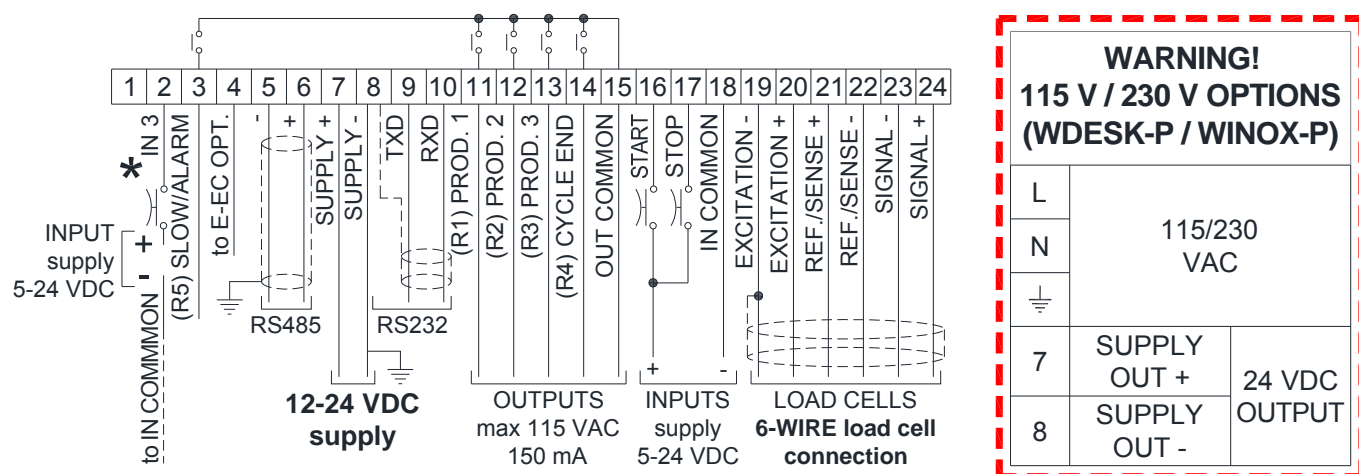 1 2 3 4 5 6 7 8 9 10 11 12 13 14 15 16 17 18 19 20 21 22 23 24
*
IN 3
(R5) SLOW/ALARM
to E-EC OPT.
-
+
SUPPLY +
SUPPLY -
TXD
RXD
(R1) PROD. 1
(R2) PROD. 2
(R3) PROD. 3
(R4) CYCLE END
OUT COMMON
START
STOP
IN COMMON
EXCITATION -
EXCITATION +
REF./SENSE +
REF./SENSE -
SIGNAL -
SIGNAL +
INPUT
supply
5-24 VDC
+
-
to IN COMMMON
RS485
RS232
12-24 VDC
supply
OUTPUTS
max 115 VAC
150 mA
+ -
INPUTS
supply
5-24 VDC
LOAD CELLS
6-WIRE load cell
connection
WARNING!
115 V / 230 V OPTIONS
(WDESK-P / WINOX-P)
L
N
115/230
VAC
7
SUPPLY
OUT +
8
SUPPLY
OUT -
24 VDC
OUTPUT